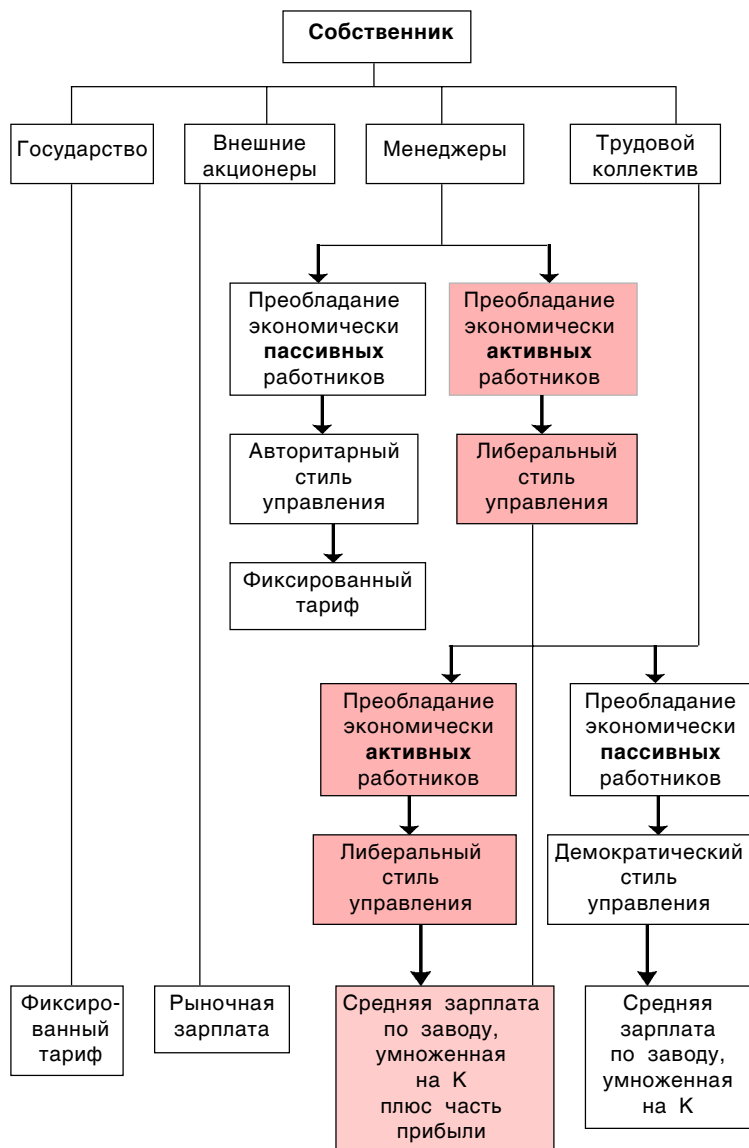 Собственник
Государство
Внешние
акционеры
Менеджеры
Трудовой
коллектив
Преобладание
экономически
пассивных
работников
Преобладание
экономически
активных
работников
Авторитарный
стиль
управления
Либеральный
стиль
управления
Фиксированный
тариф
Преобладание
экономически
активных
работников
Преобладание
экономически
пассивных
работников
Либеральный
стиль
управления
Демократический
стиль
управления
Фиксиро-
ванный
тариф
Рыночная
зарплата
Средняя зарплата
по заводу,
умноженная
на К
плюс часть
прибыли
Средняя
зарплата
по заводу,
умноженная
на К